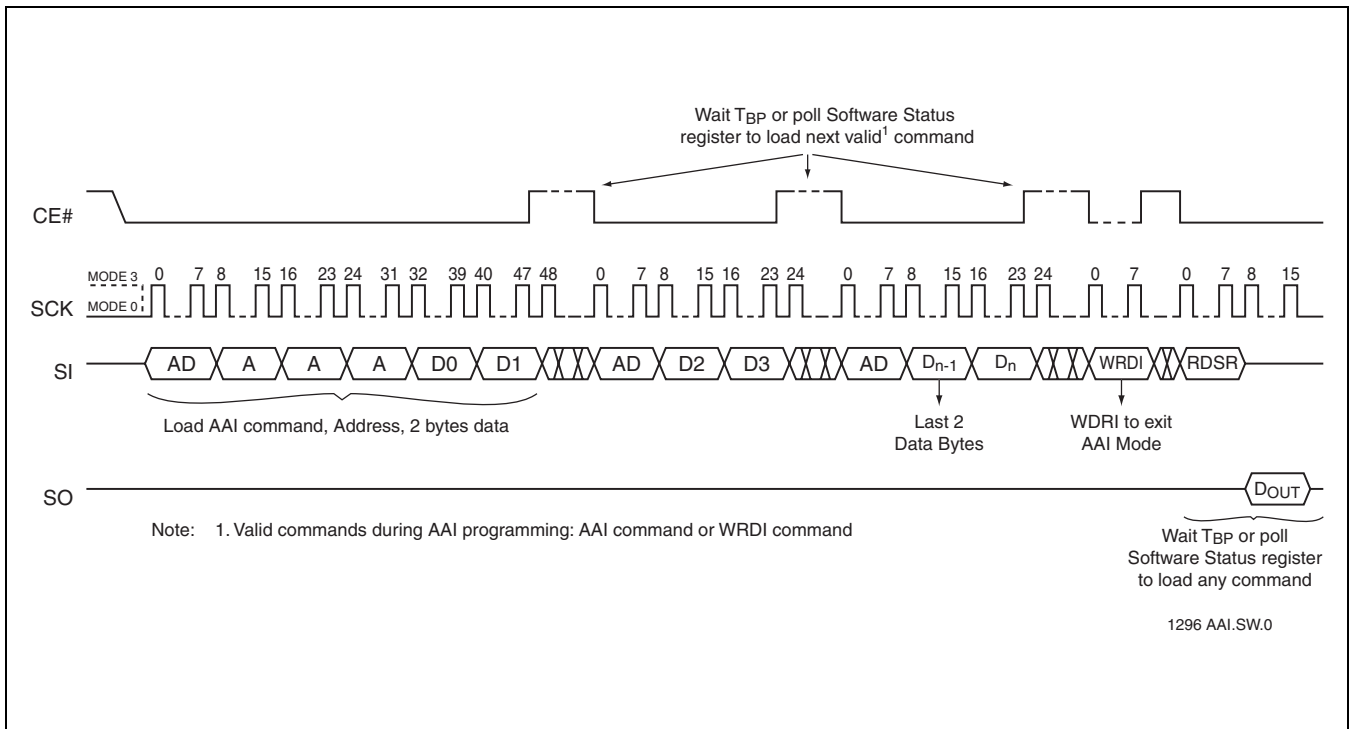 Wait TBP or poll Software Status
register to load next valid1 command
CE#
MODE 3
0 7 8 15 16 23 24 31 32 39 40 47 48 0 7 8 15 16 23 24 0 7 8 15 16 23 24 0 7 0 7 8 15
SCK
MODE 0
SI
AD A A A D0 D1 AD D2 D3 AD Dn-1 Dn WRDI RDSR
Load AAI command, Address, 2 bytes data
Last 2
Data Bytes
WDRI to exit
AAI Mode
SO
DOUT
Note: 1. Valid commands during AAI programming: AAI command or WRDI command
Wait TBP or poll
Software Status register
to load any command
1296 AAI.SW.0